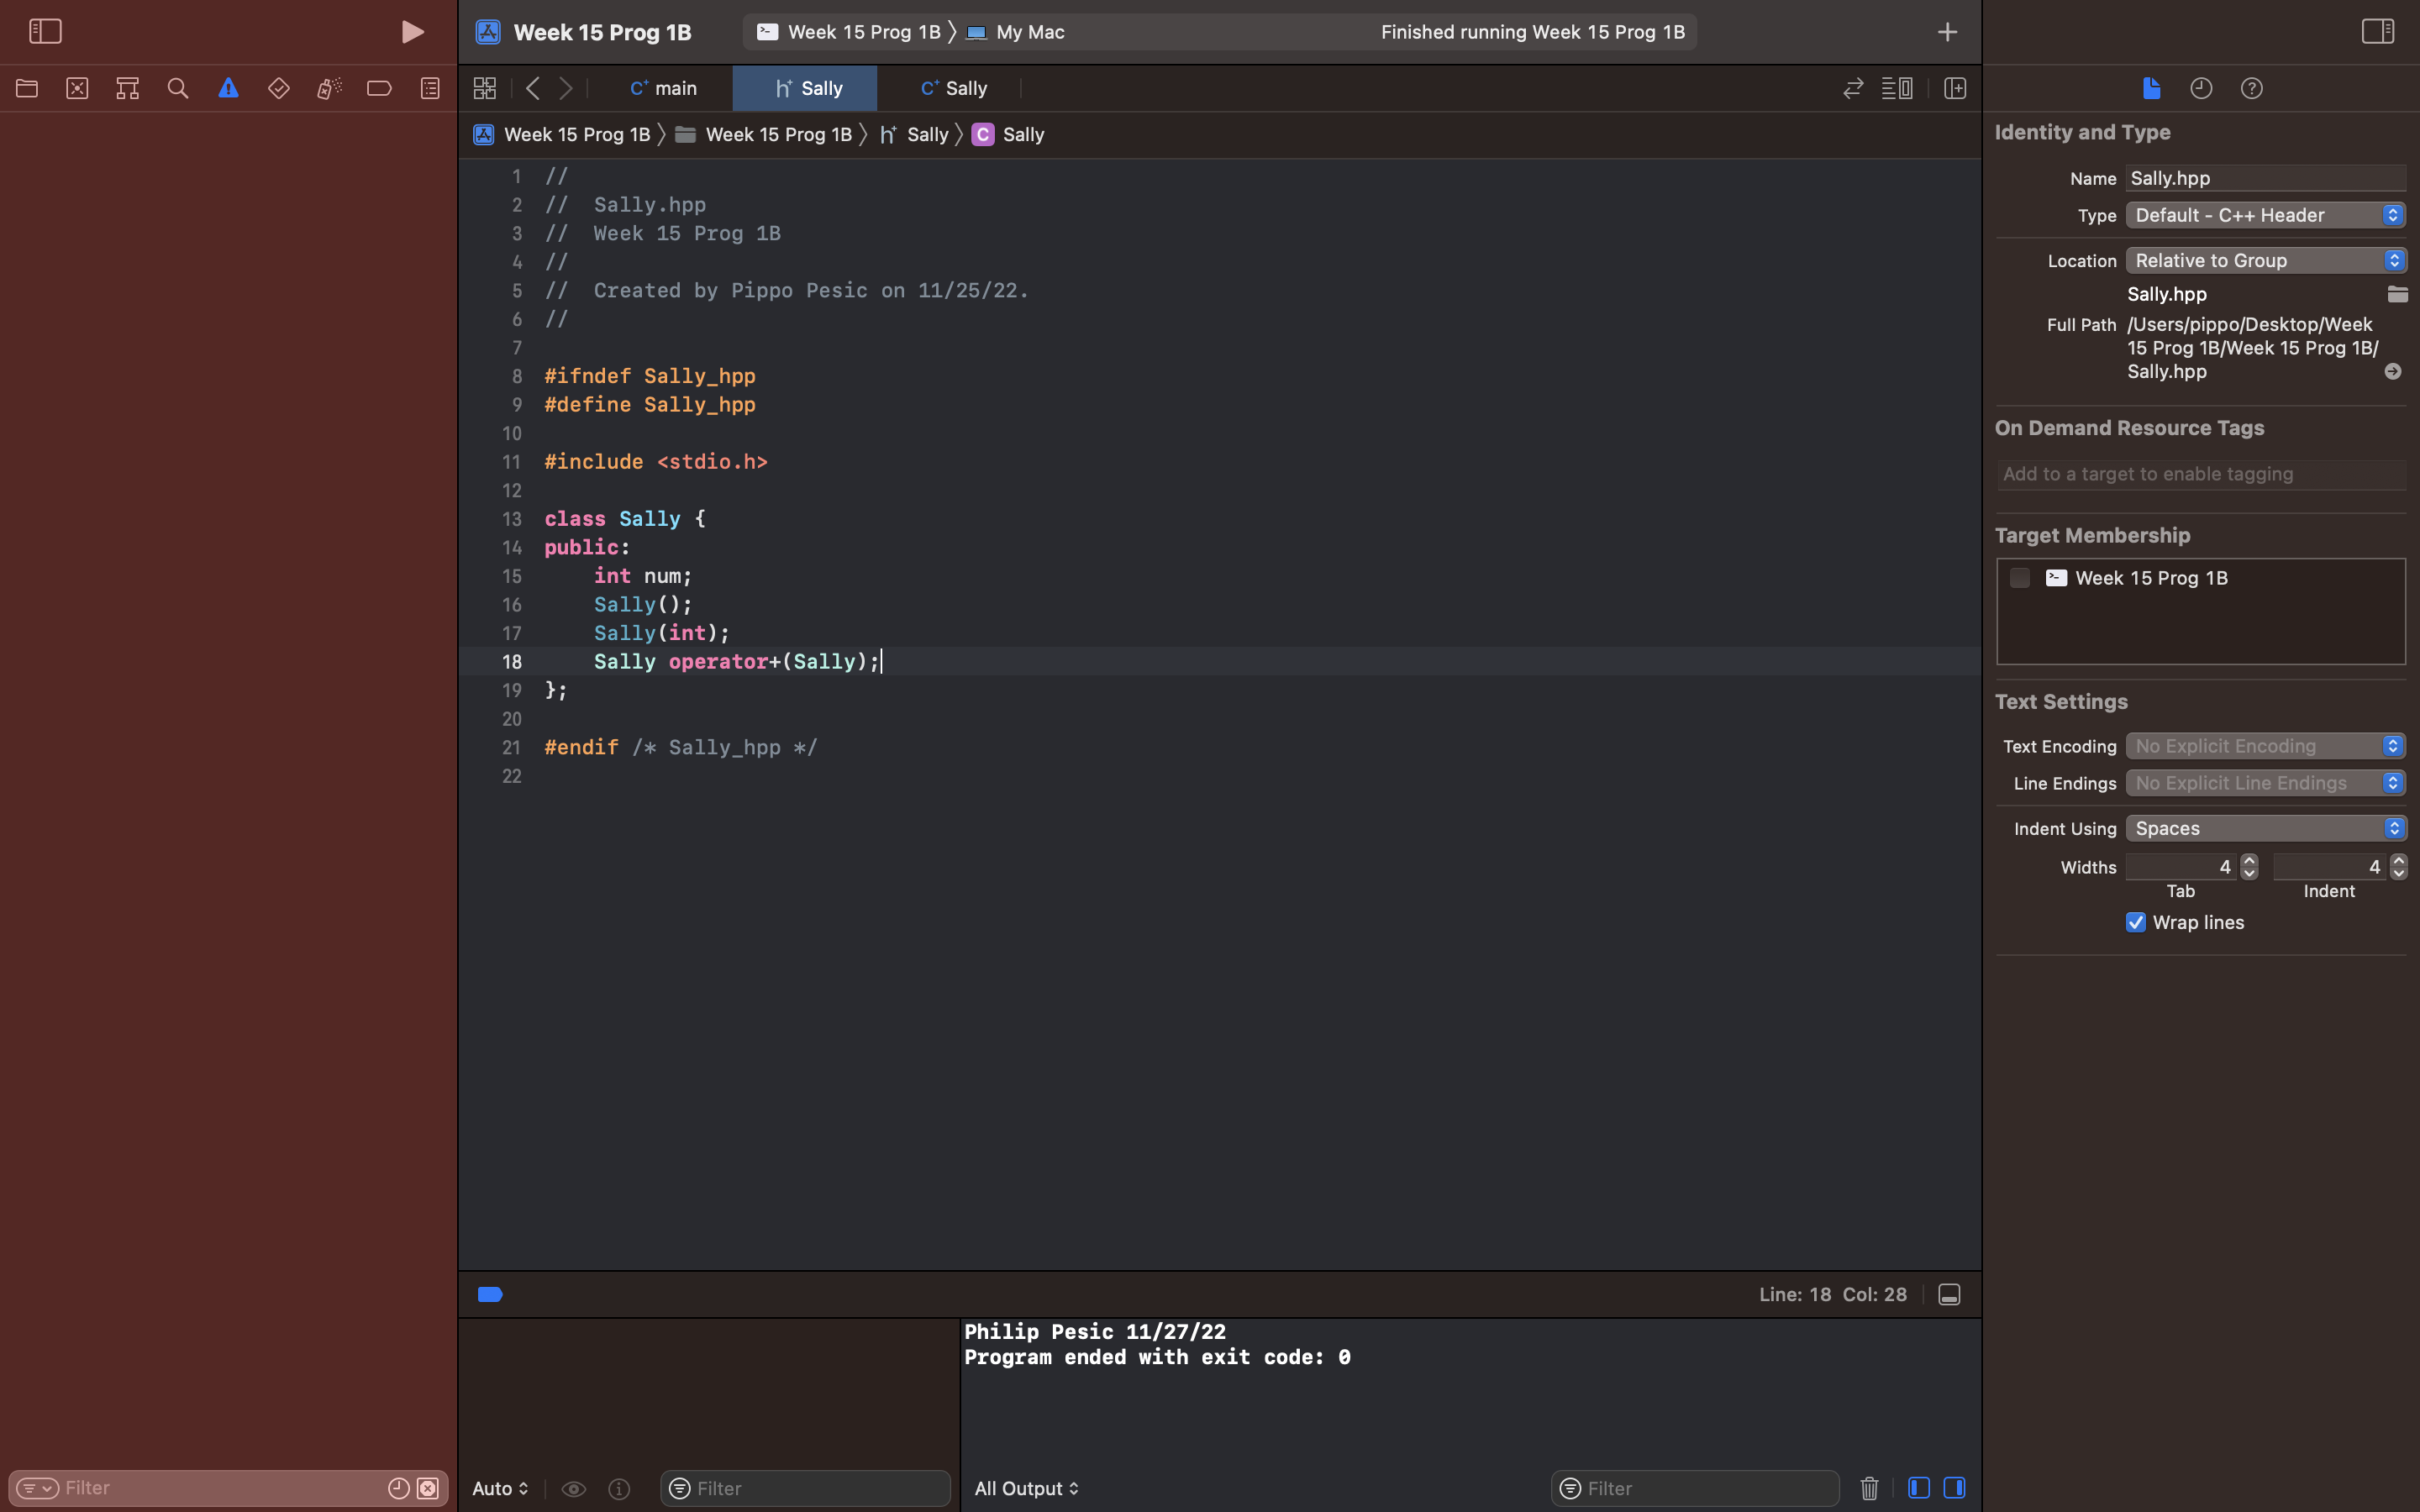 Week 15 Prog 1B
Week 15 Prog 1B
My Mac
Finished running Week 15 Prog 1B
main
Sally
Sally
Week 15 Prog 1B
Week 15 Prog 1B
Sally
C
Sally
1 //
2 //  Sally.hpp
3 //  Week 15 Prog 1B
4 //
5 //  Created by Pippo Pesic on 11/25/22.
6 //
7
8 #ifndef Sally_hpp
9 #define Sally_hpp
10
11 #include <stdio.h>
12
13 class Sally {
14 public:
15     int num;
16     Sally();
17     Sally(int);
18     Sally operator+(Sally);
19 };
20
21 #endif /* Sally_hpp */
22
Line: 18  Col: 28
Philip Pesic 11/27/22
Program ended with exit code: 0
Filter
Auto
Filter
All Output
Filter
Identity and Type
Name Sally.hpp
Type Default - C++ Header
Location Relative to Group
Sally.hpp
Full Path /Users/pippo/Desktop/Week
15 Prog 1B/Week 15 Prog 1B/
Sally.hpp
On Demand Resource Tags
Add to a target to enable tagging
Target Membership
Week 15 Prog 1B
Text Settings
Text Encoding No Explicit Encoding
Line Endings No Explicit Line Endings
Indent Using Spaces
Widths 4 4
Tab Indent
Wrap lines